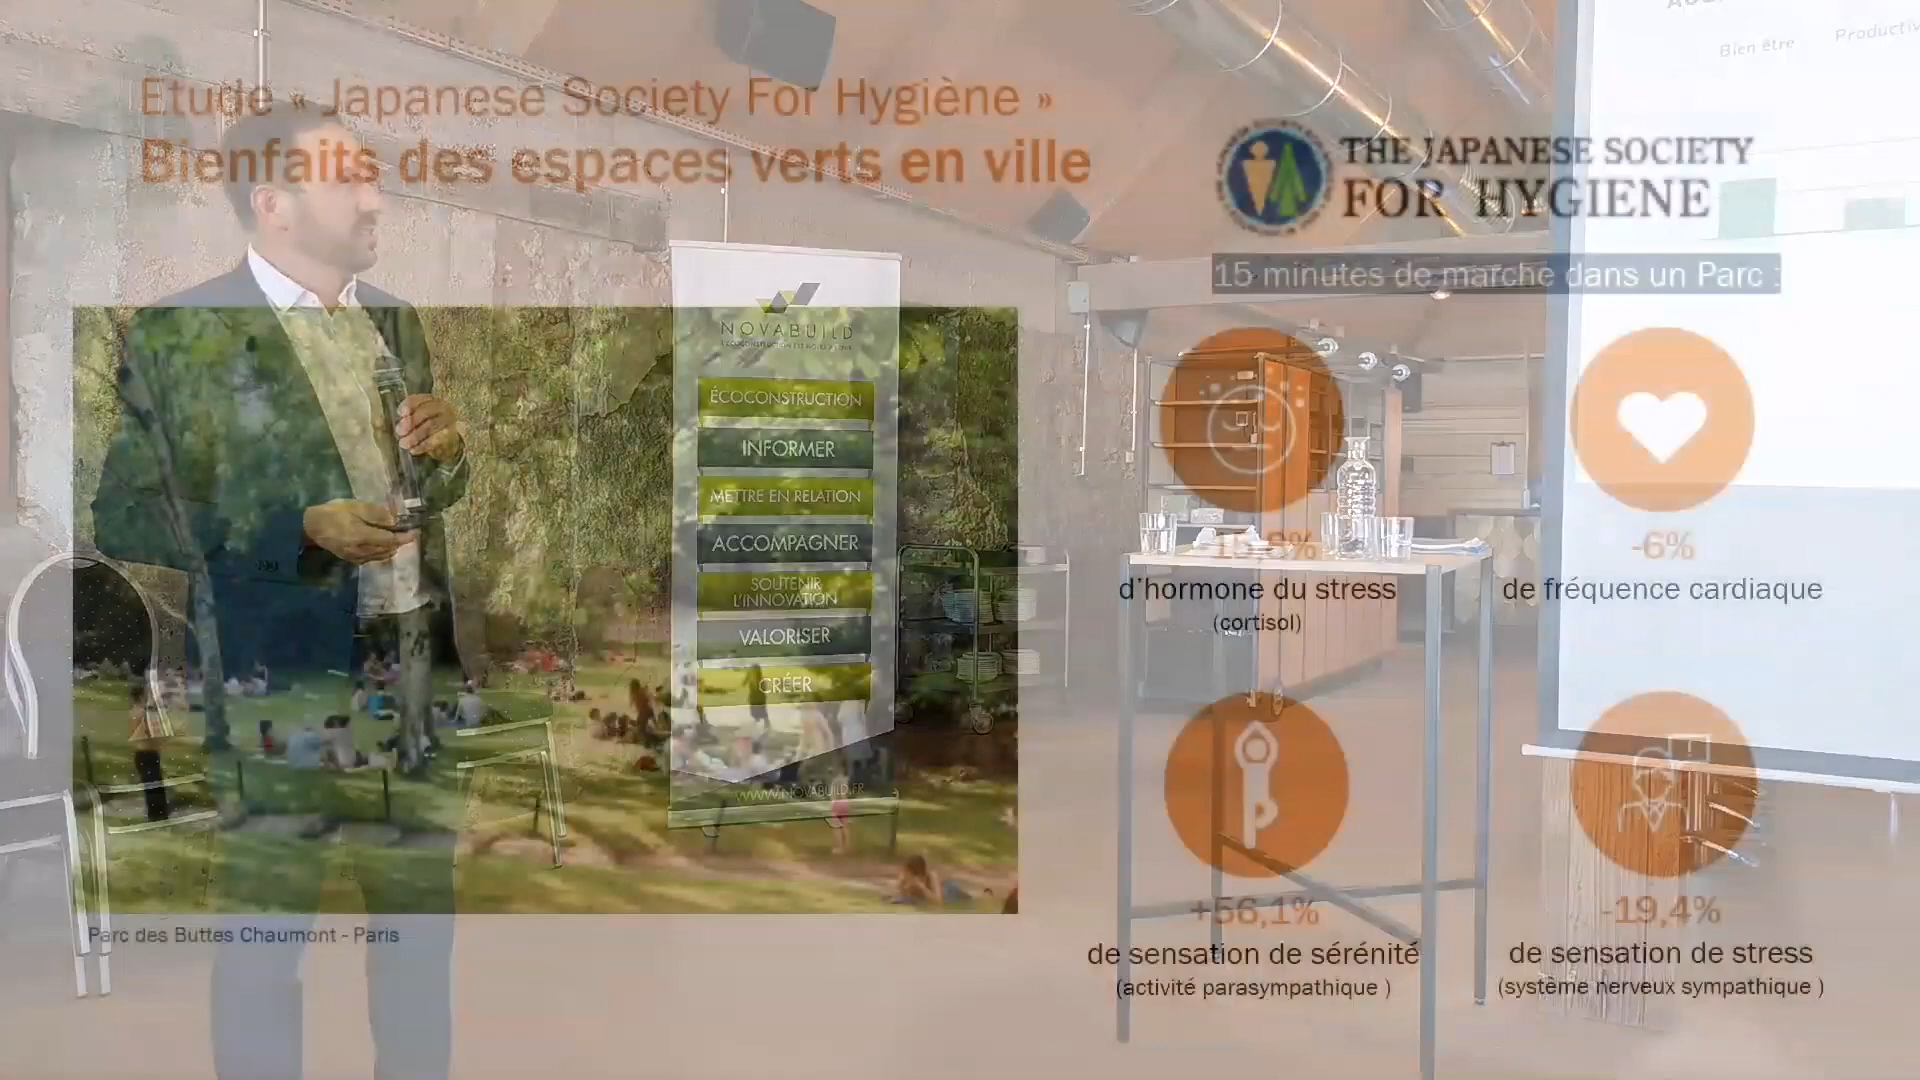 Etude « Japanese Society For Hygiène »
Bienfaits des espaces verts en ville
THE JAPANESE SOCIETY
FOR HYGIENE
15 minutes de marche dans un Parc :
Bien être
NOVABUILD
ÉCOCONSTRUCTION
INFORMER
METTRE EN RELATION
ACCOMPAGNER
SOUTENIR
L'INNOVATION
VALORISER
CRÉER
WWW.NOVABUILD.FR
Parc des Buttes Chaumont - Paris
d'hormone du stress
(cortisol)
-6%
de fréquence cardiaque
+56,1%
de sensation de sérénité
(activité parasympathique )
-19,4%
de sensation de stress
(système nerveux sympathique )